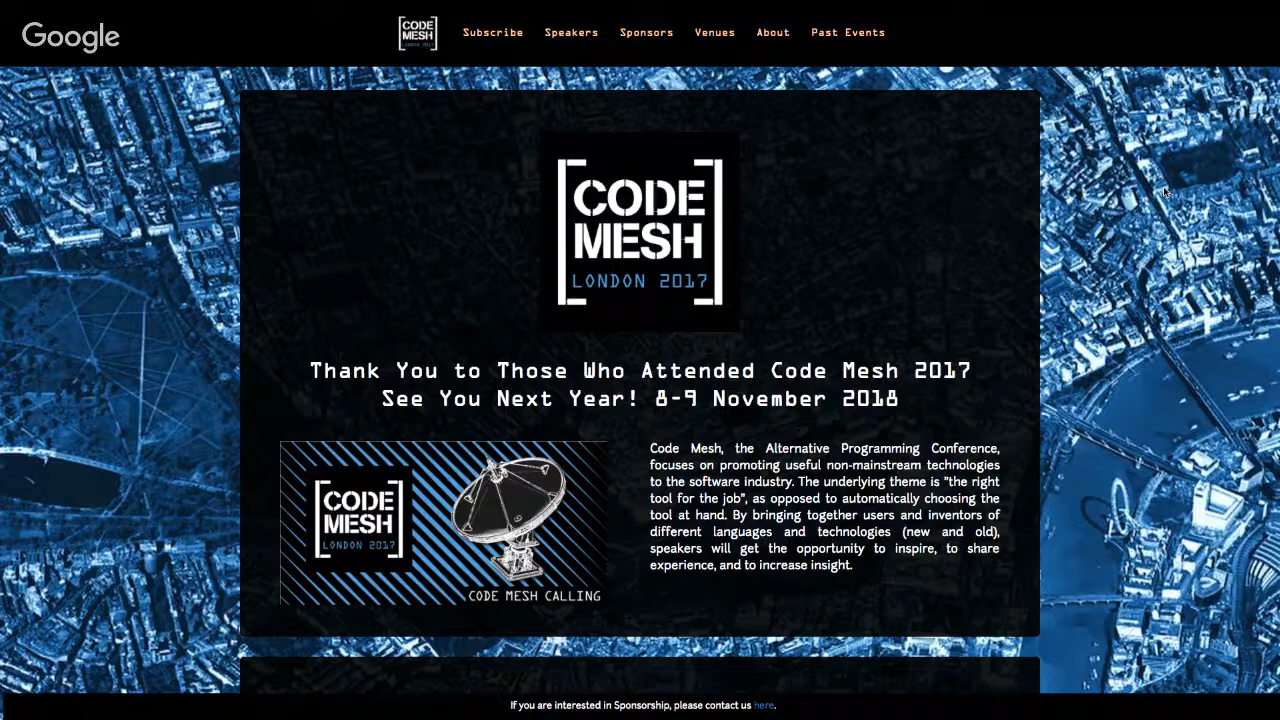 Google
CODE
MESH
LONDON 2017
Subscribe
Speakers
Sponsors
Venues
About
Past Events
CODE
MESH
LONDON 2017
Thank You to Those Who Attended Code Mesh 2017
See You Next Year! 8-9 November 2018
CODE
MESH
LONDON 2017
CODE MESH CALLING
Code Mesh, the Alternative Programming Conference,
focuses on promoting useful non-mainstream technologies
to the software industry. The underlying theme is "the right
tool for the job", as opposed to automatically choosing the
tool at hand. By bringing together users and inventors of
different languages and technologies (new and old),
speakers will get the opportunity to inspire, to share
experience, and to increase insight.
If you are interested in Sponsorship, please contact us here.